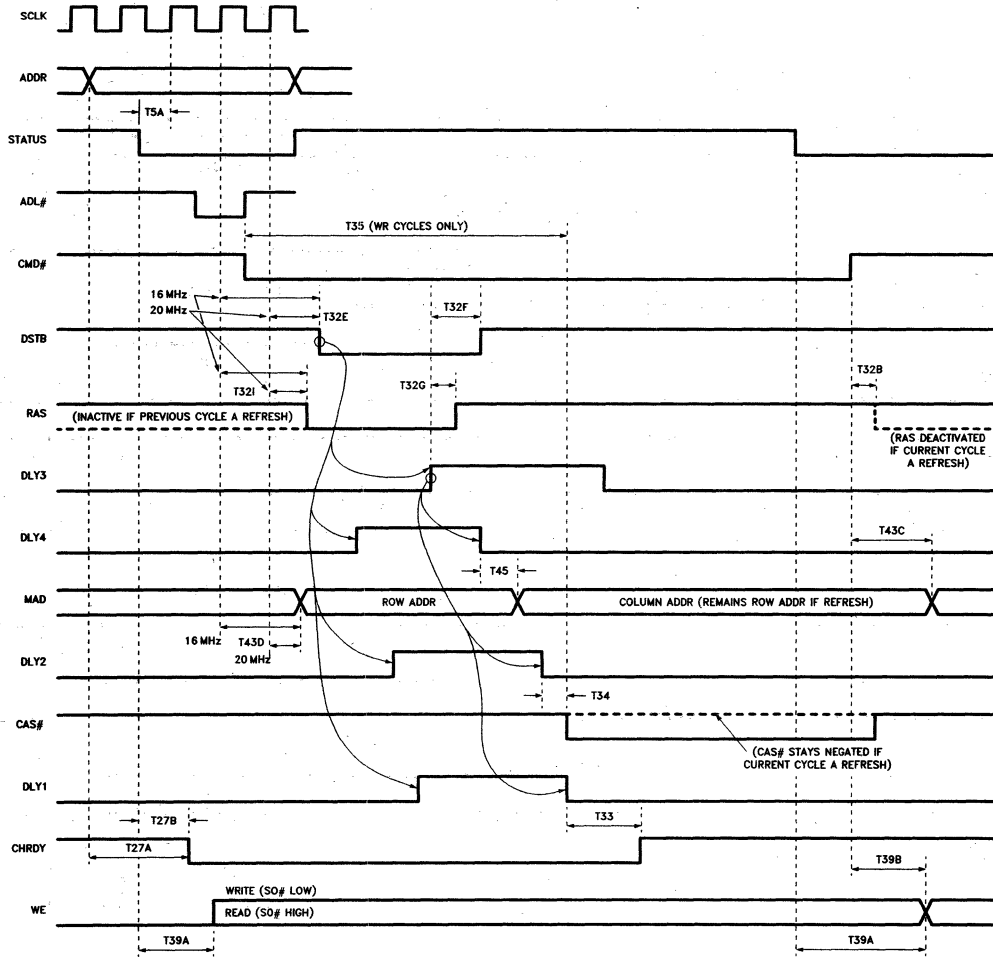 SCLK
ADDR
T5A
STATUS
ADL#
T35 (WR CYCLES ONLY)
CMD#
16 MHz
20 MHz
T32E
T32F
DSTB
T32I
T32G
T32B
RAS
(INACTIVE IF PREVIOUS CYCLE A REFRESH)
(RAS DEACTIVATED
IF CURRENT CYCLE
A REFRESH)
DLY3
DLY4
T43C
T45
MAD
ROW ADDR
COLUMN ADDR (REMAINS ROW ADDR IF REFRESH)
16 MHz
T43D
20 MHz
DLY2
T34
CAS#
(CAS# STAYS NEGATED IF
CURRENT CYCLE A REFRESH)
DLY1
T27B
T33
CHRDY
T27A
T39B
WRITE (SO# LOW)
WE
READ (SO# HIGH)
T39A
T39A